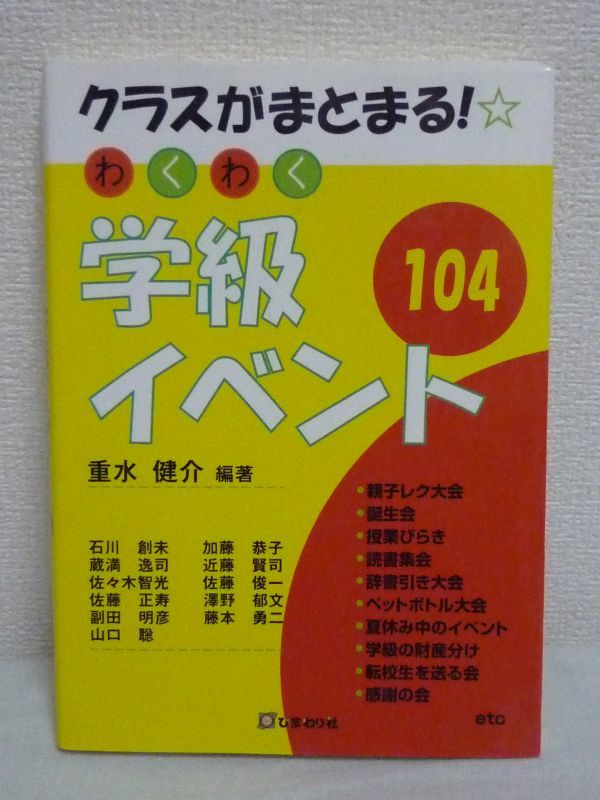 クラスがまとまる!☆
わくわく
学級
104
イベント
重水 健介 編著
石川 創未 加藤 恭子
蔵満 逸司 近藤 賢司
佐々木智光 佐藤 俊一
佐藤 正寿 澤野 郁文
副田 明彦 藤本 勇二
山口 聡
・親子レク大会
・誕生会
・授業びらき
・読書集会
・辞書引き大会
・ペットボトル大会
・夏休み中のイベント
・学級の財産分け
・転校生を送る会
・感謝の会
ひまわり社
etc